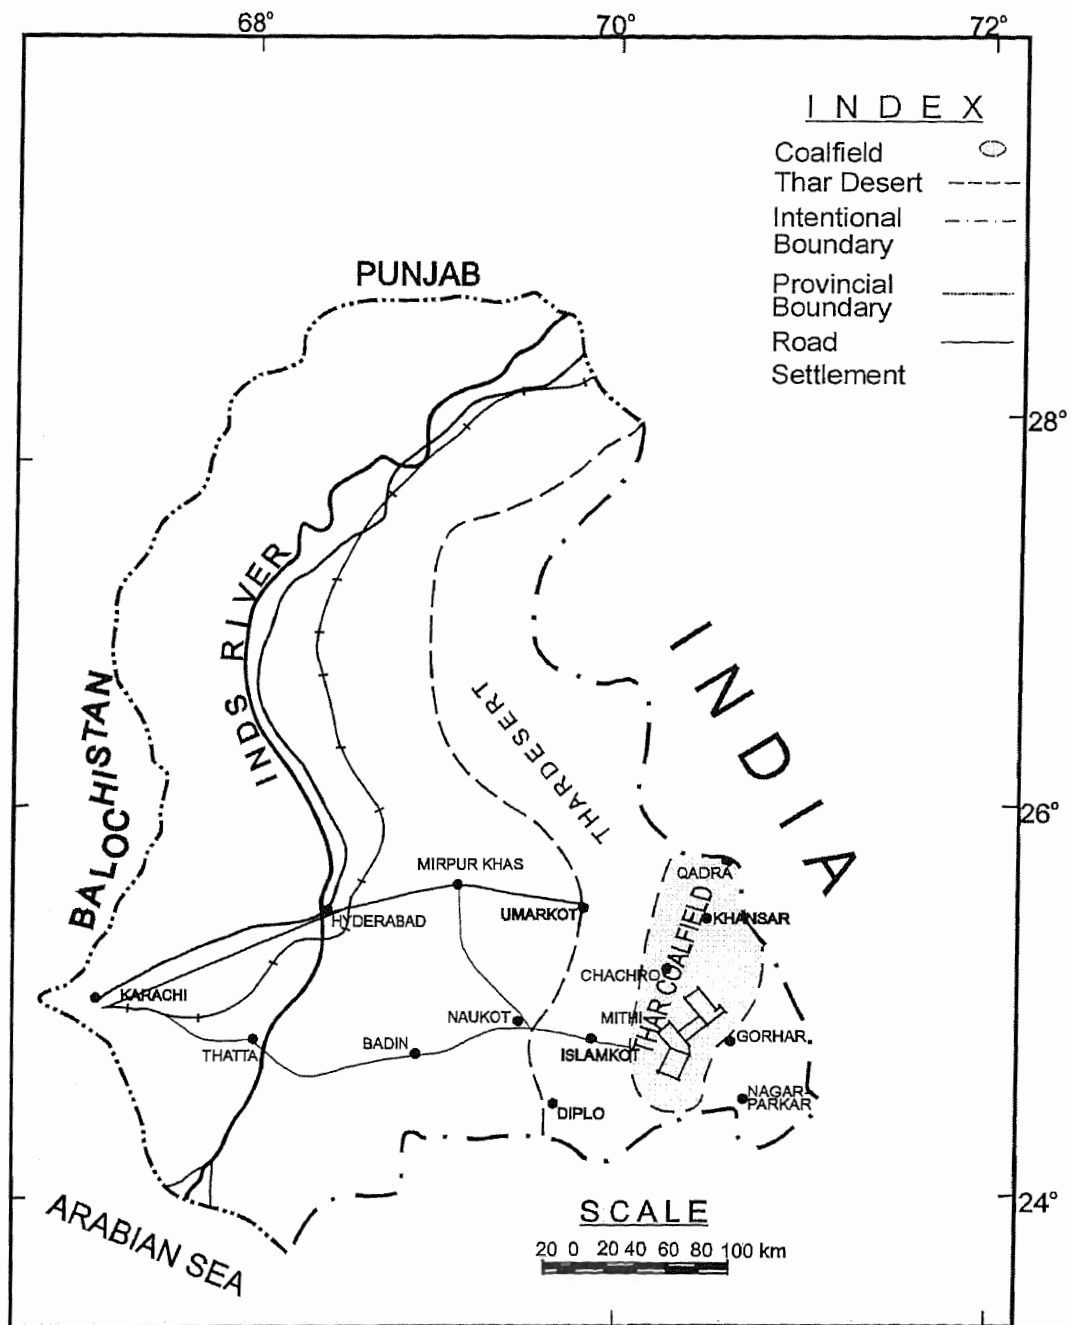 68° 70° 72°
I N D E X
Coalfield
Thar Desert
Intentional
Boundary
Provincial
Boundary
Road
Settlement
PUNJAB
28°
INDS RIVER
INDIA
BALOCHISTAN
THARDESERT
26°
MIRPUR KHAS
QADRA
HYDERABAD
UMARKOT
KHANSAR
THAR COALFIELD
CHACHRO
KARACHI
NAUKOT
MITHI
GORHAR
THATTA
BADIN
ISLAMKOT
NAGAR-
PARKAR
DIPLO
24°
ARABIAN SEA
SCALE
20 0 20 40 60 80 100 km